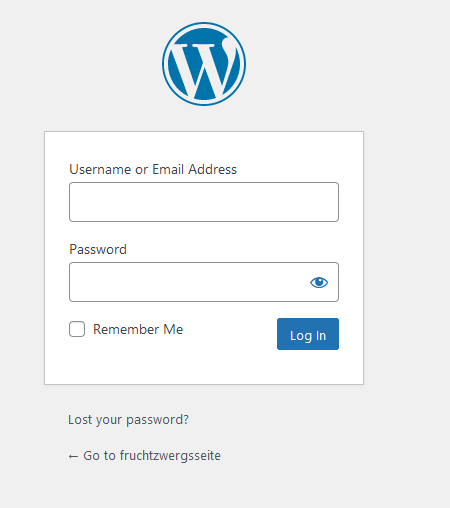 Username or Email Address
Password
Remember Me
Log In
Lost your password?
← Go to fruchtzwergsseite